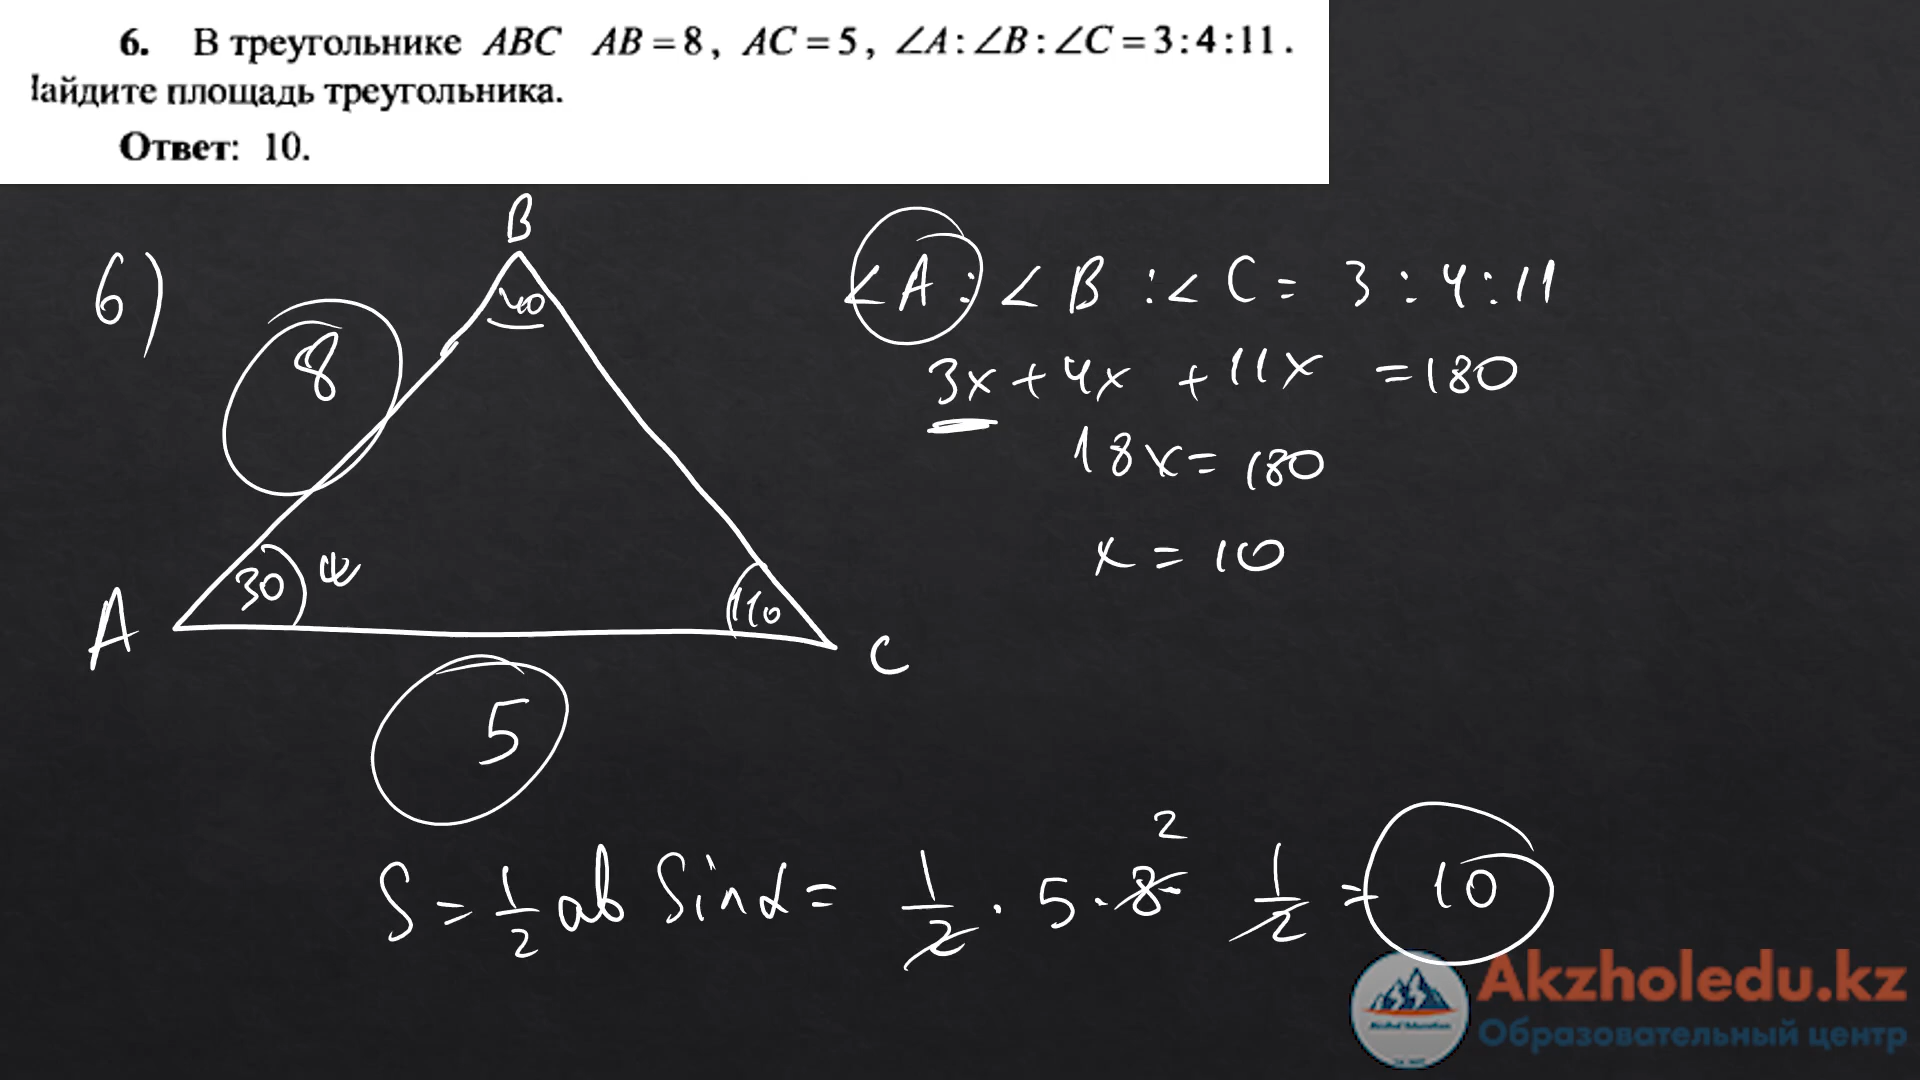 6. В треугольнике ABC AB = 8, AC = 5, ∠A : ∠B : ∠C = 3 : 4 : 11.
айдите площадь треугольника.
Ответ: 10.
6)
B
40
8
30
A
110
C
5
∠A : ∠B : ∠C = 3 : 4 : 11
3x + 4x + 11x = 180
18x = 180
x = 10
2
S = 1/2 ab Sin α = 1/2 · 5 · 8 1/2 = 10
Akzholedu.kz
Образовательный центр